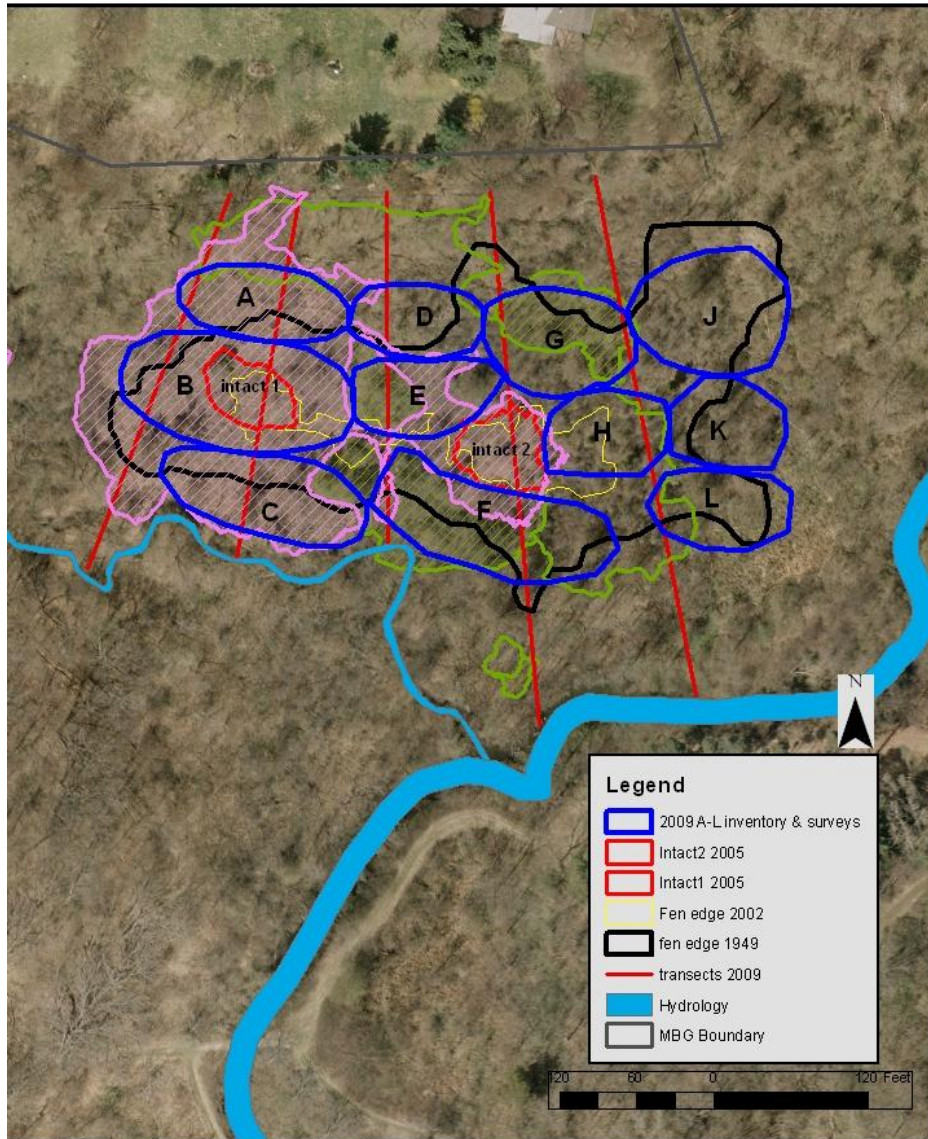 A
D
G
J
B
intact 1
E
H
K
intact 2
C
F
L
N
Legend
2009 A-L inventory & surveys
Intact2 2005
Intact1 2005
Fen edge 2002
fen edge 1949
transects 2009
Hydrology
MBG Boundary
120 60 0 120 Feet